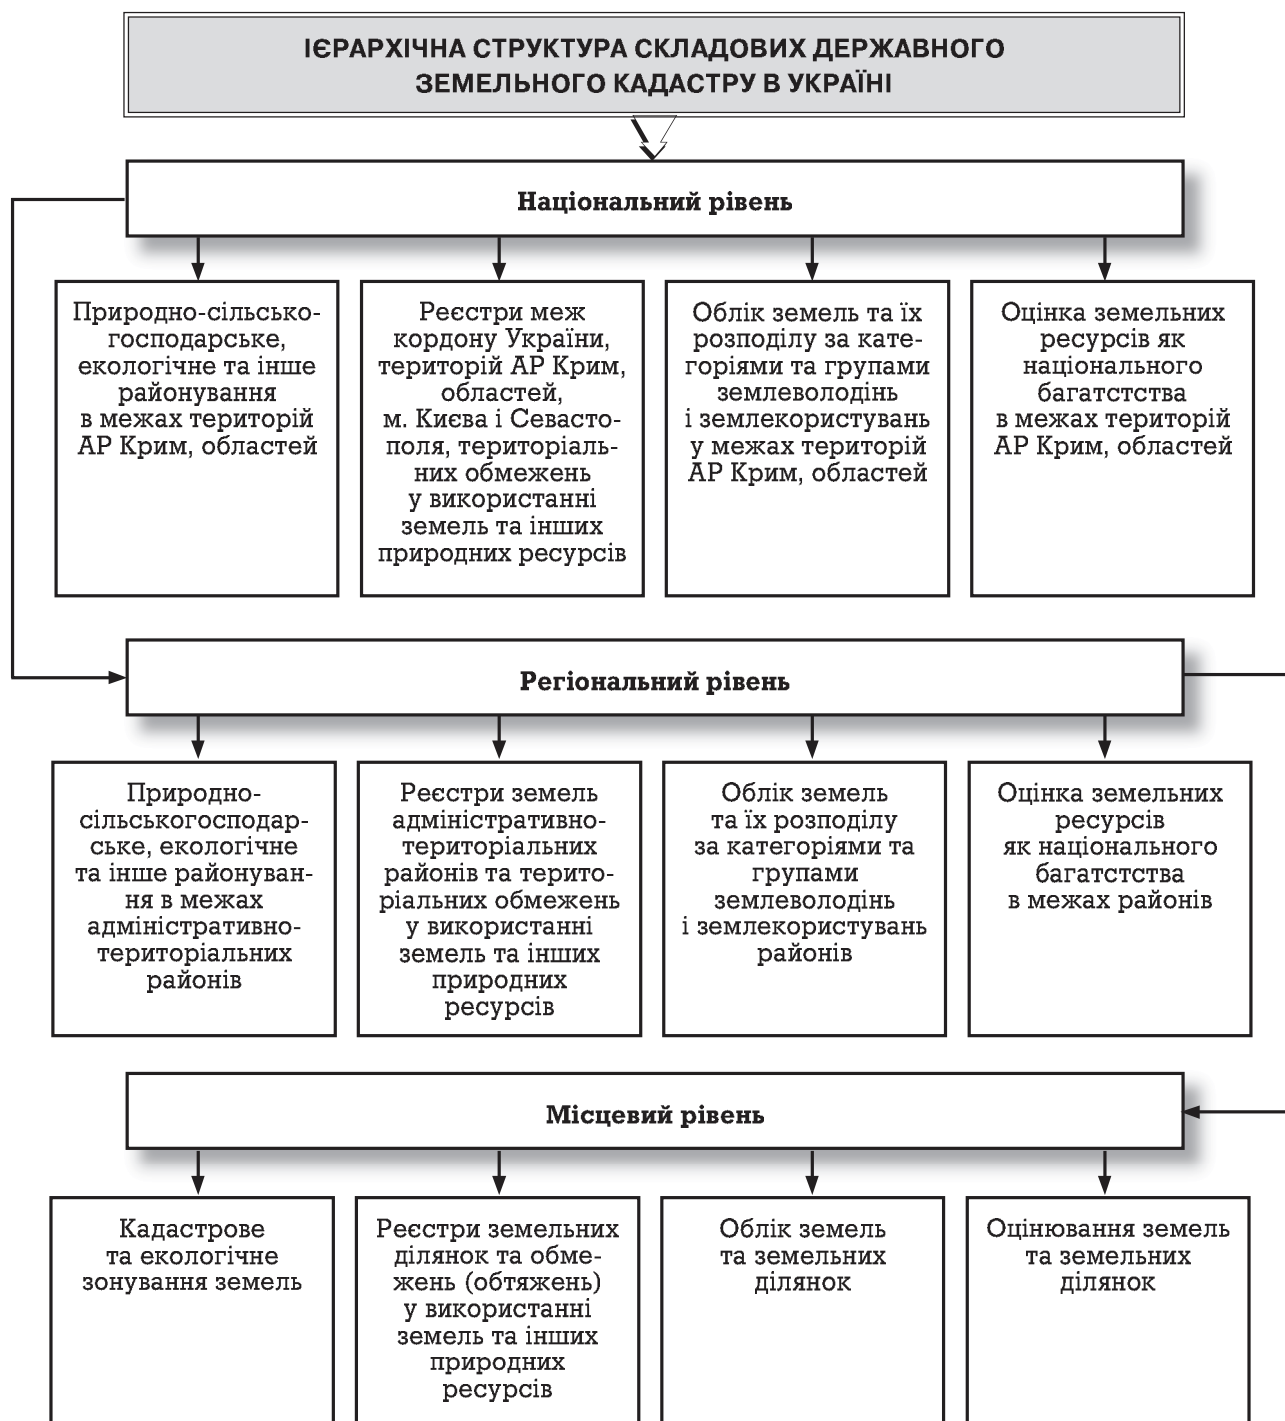 ІЄРАРХІЧНА СТРУКТУРА СКЛАДОВИХ ДЕРЖАВНОГО
ЗЕМЕЛЬНОГО КАДАСТРУ В УКРАЇНІ
Національний рівень
Природно-сільсько-
господарське,
екологічне та інше
районування
в межах територій
АР Крим, областей
Реєстри меж
кордону України,
територій АР Крим,
областей,
м. Києва і Севасто-
поля, територіаль-
них обмежень
у використанні
земель та інших
природних ресурсів
Облік земель та їх
розподілу за кате-
горіями та групами
землеволодінь
і землекористувань
у межах територій
АР Крим, областей
Оцінка земельних
ресурсів як
національного
багатстства
в межах територій
АР Крим, областей
Регіональний рівень
Природно-
сільськогосподар-
ське, екологічне
та інше районуван-
ня в межах
адміністративно-
територіальних
районів
Реєстри земель
адміністративно-
територіальних
районів та терито-
ріальних обмежень
у використанні
земель та інших
природних
ресурсів
Облік земель
та їх розподілу
за категоріями та
групами
землеволодінь
і землекористувань
районів
Оцінка земельних
ресурсів
як національного
багатстства
в межах районів
Місцевий рівень
Кадастрове
та екологічне
зонування земель
Реєстри земельних
ділянок та обме-
жень (обтяжень)
у використанні
земель та інших
природних
ресурсів
Облік земель
та земельних
ділянок
Оцінювання земель
та земельних
ділянок